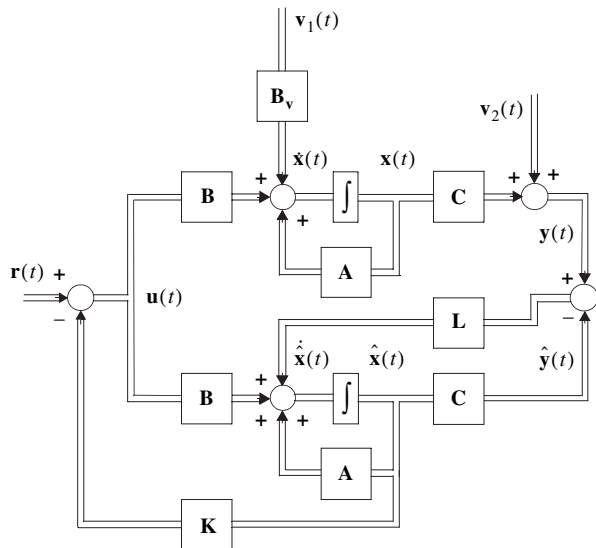 v₁(t)
Bᵥ
v₂(t)
ẋ(t) x(t)
+ +
B + + ∫ C + +
y(t)
A
r(t) + u(t) +
− L −
x̂̇(t) x̂(t) ŷ(t)
+
B + + ∫ C
A
K